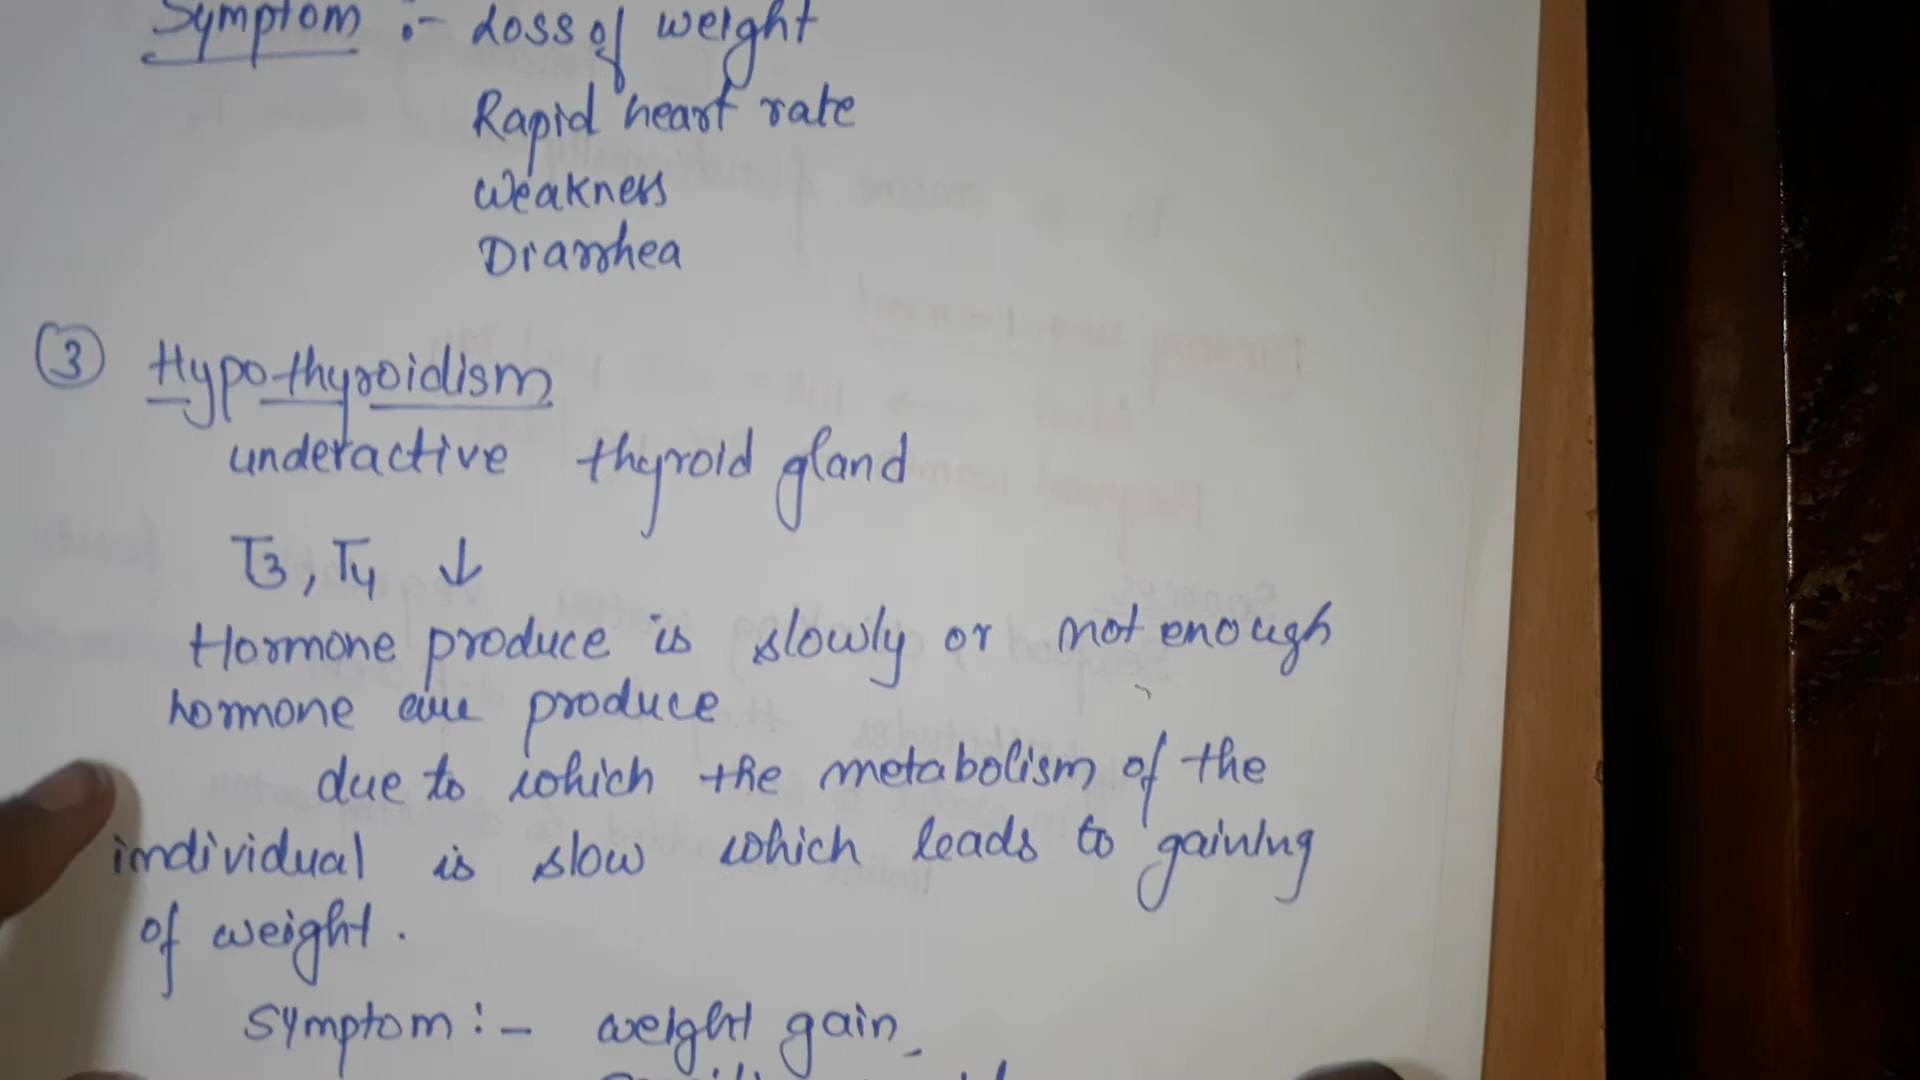 Symptom :- Loss of weight
Rapid heart rate
Weakness
Diarrhea
③ Hypothyroidism
underactive thyroid gland
T3, T4 ↓
Hormone produce is slowly or not enough
hormone are produce
due to which the metabolism of the
individual is slow which leads to gaining
of weight.
Symptom :- weight gain